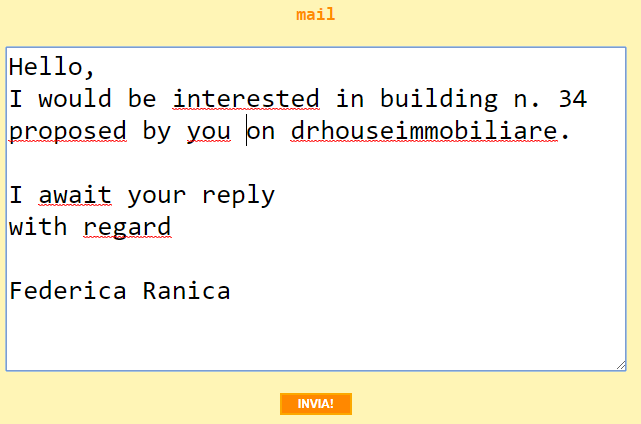 mail
Hello,
I would be interested in building n. 34
proposed by you on drhouseimmobiliare.
I await your reply
with regard
Federica Ranica
INVIA!